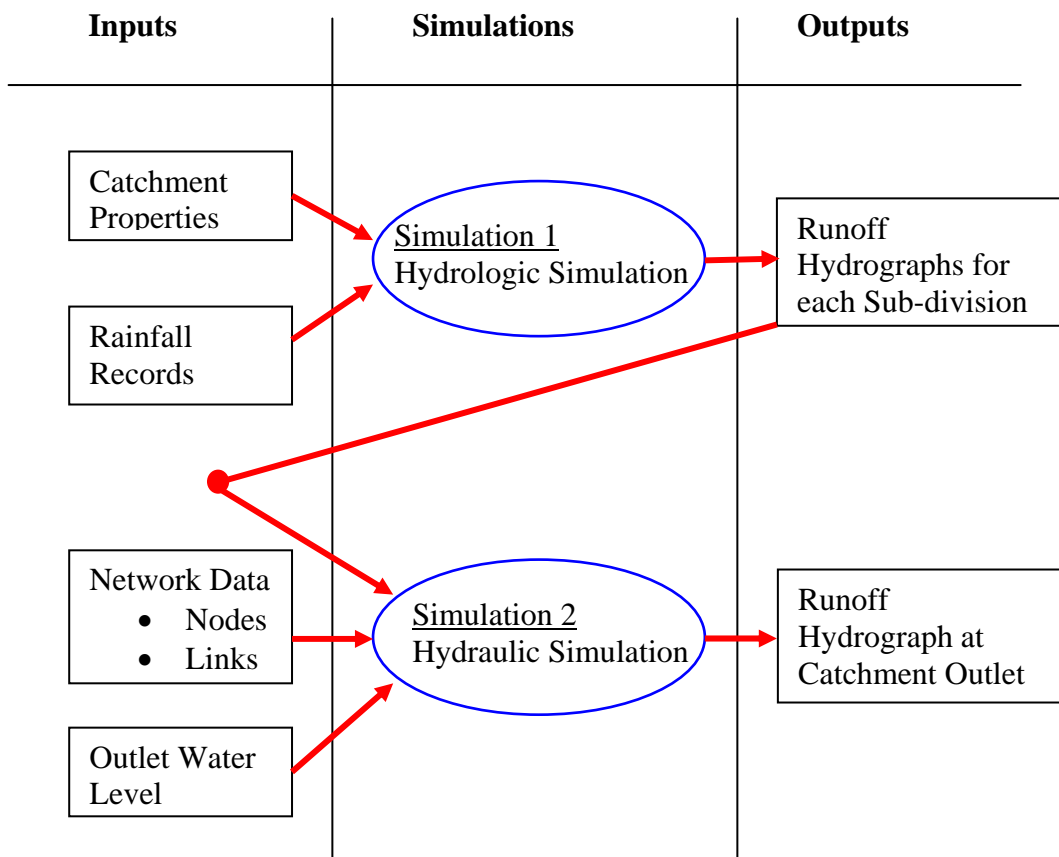 Inputs
Simulations
Outputs
Catchment
Properties
Simulation 1
Hydrologic Simulation
Runoff
Hydrographs for
each Sub-division
Rainfall
Records
Network Data
• Nodes
• Links
Simulation 2
Hydraulic Simulation
Runoff
Hydrograph at
Catchment Outlet
Outlet Water
Level